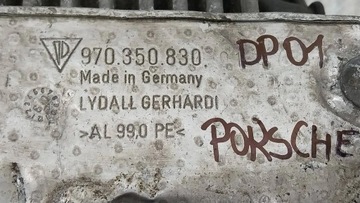 970.350.830.
DP01
Made in Germany
LYDALL GERHARDI
>AL 99,0 PE<
PORSCHE